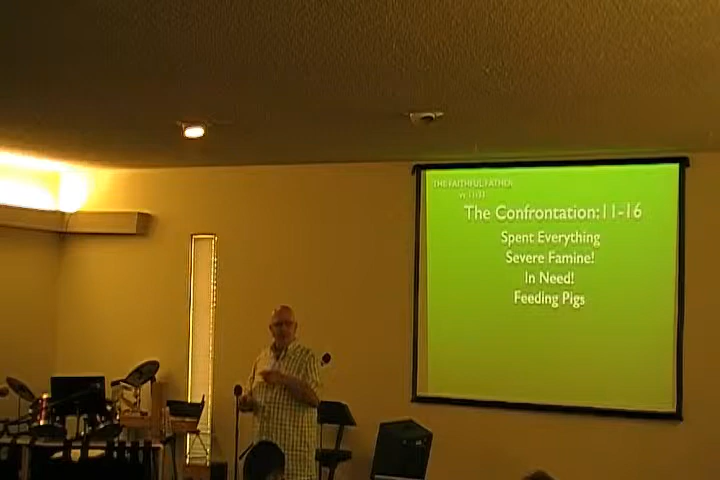 THE FAITHFUL FATHER
The Confrontation:11-16
Spent Everything
Severe Famine!
In Need!
Feeding Pigs